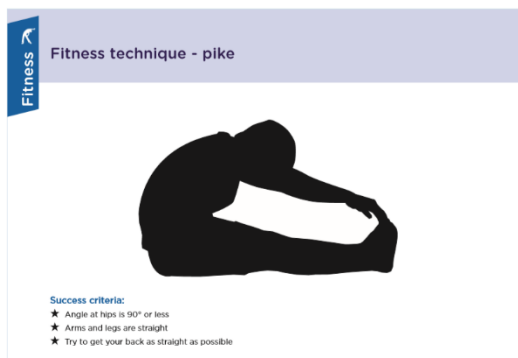 Fitness
Fitness technique - pike
Success criteria:
★ Angle at hips is 90° or less
★ Arms and legs are straight
★ Try to get your back as straight as possible